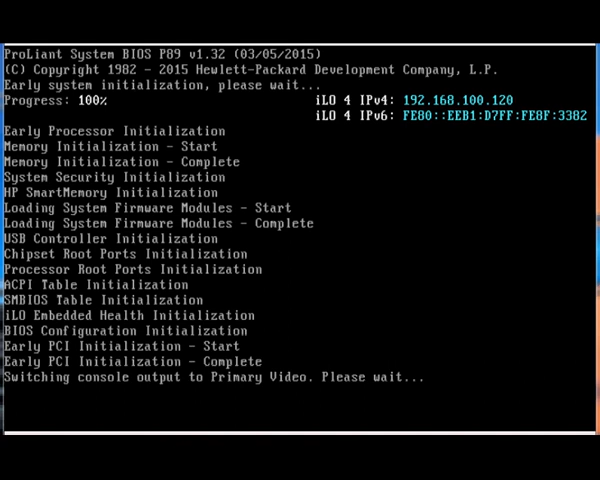 ProLiant System BIOS P89 v1.32 (03/05/2015)
(C) Copyright 1982 - 2015 Hewlett-Packard Development Company, L.P.
Early system initialization, please wait...
Progress: 100% iLO 4 IPv4: 192.168.100.120
iLO 4 IPv6: FE80::EEB1:D7FF:FE8F:3382
Early Processor Initialization
Memory Initialization - Start
Memory Initialization - Complete
System Security Initialization
HP SmartMemory Initialization
Loading System Firmware Modules - Start
Loading System Firmware Modules - Complete
USB Controller Initialization
Chipset Root Ports Initialization
Processor Root Ports Initialization
ACPI Table Initialization
SMBIOS Table Initialization
iLO Embedded Health Initialization
BIOS Configuration Initialization
Early PCI Initialization - Start
Early PCI Initialization - Complete
Switching console output to Primary Video. Please wait...